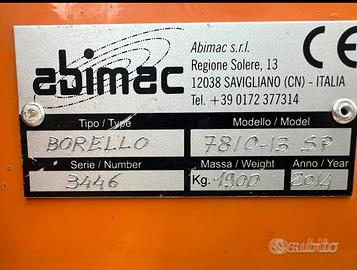 abimac
Abimac s.r.l.
Regione Solere, 13
12038 SAVIGLIANO (CN) - ITALIA
Tel. +39 0172 377314
CE
Tipo / Type
Modello / Model
BORELLO
7810-13 SP
Serie / Number
Massa / Weight
Anno / Year
3446
Kg. 1900
2014
subito